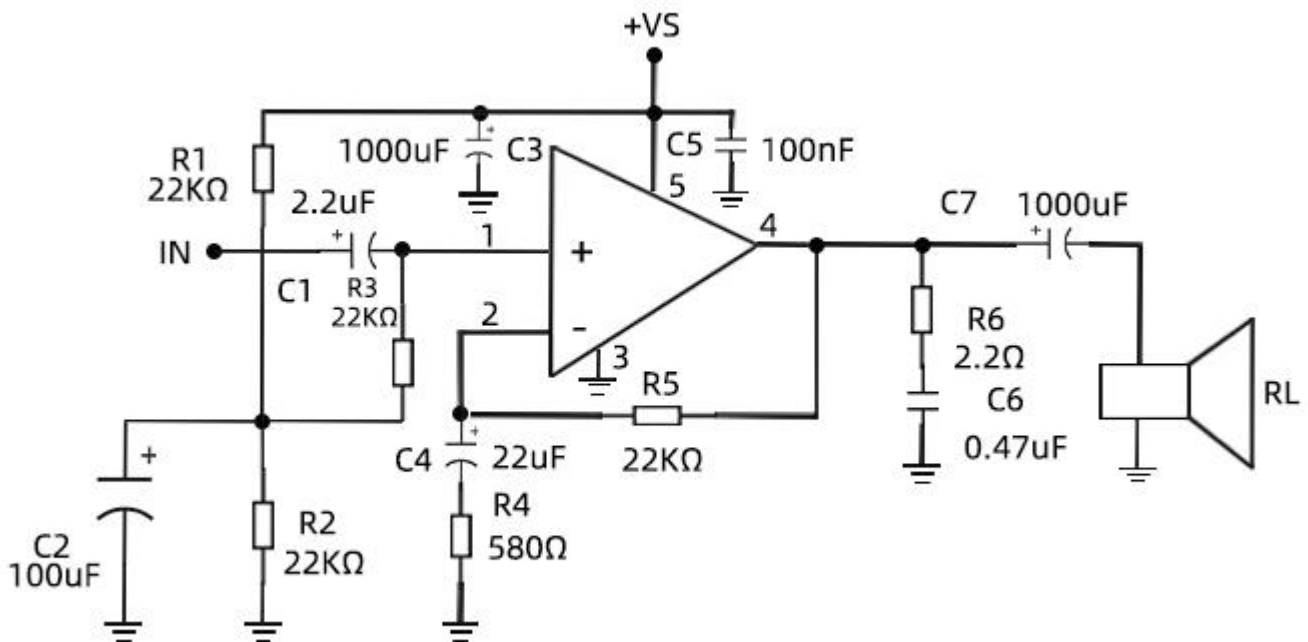 +VS
R1
22KΩ
1000uF
C3
C5
100nF
5
2.2uF
C7
1000uF
+
IN
1
4
+
C1
R3
22KΩ
+
2
-
3
R6
2.2Ω
R5
RL
C6
0.47uF
+
C4
22uF
22KΩ
+
R4
580Ω
R2
22KΩ
C2
100uF
+
+